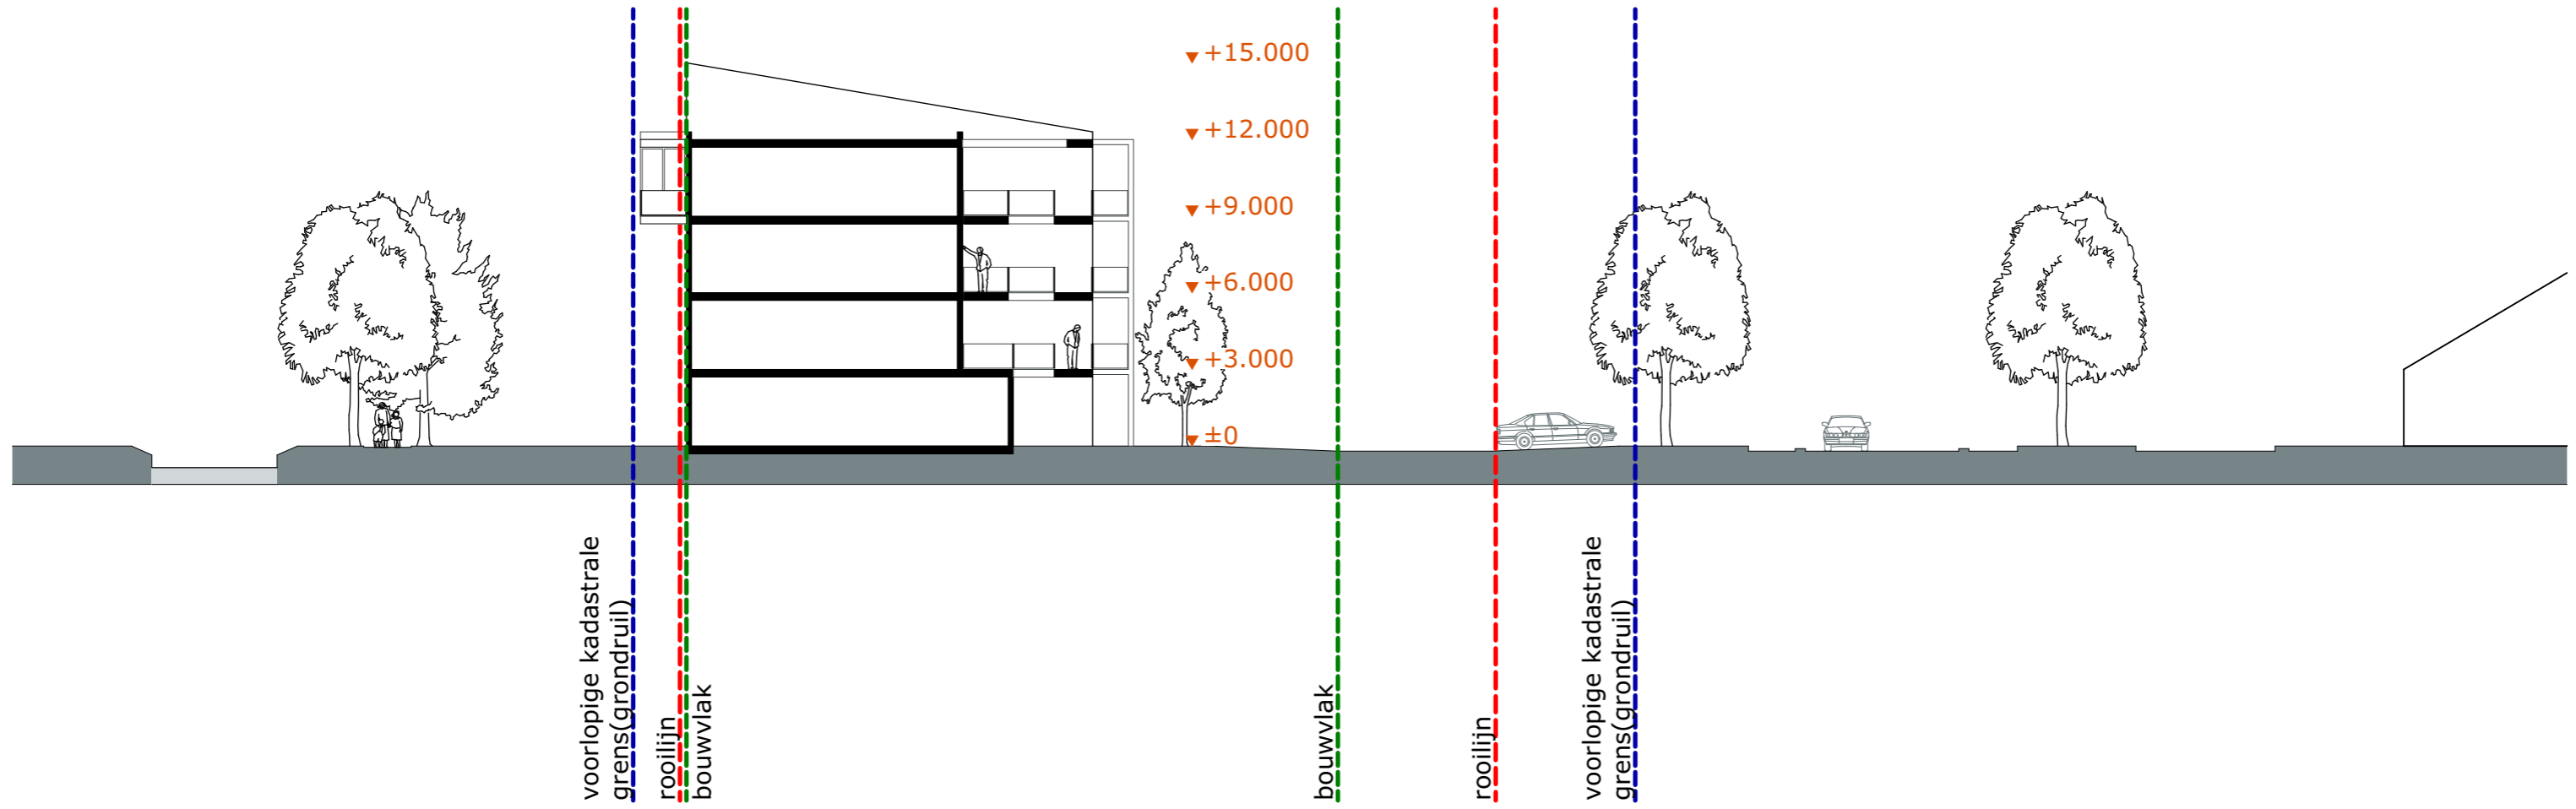 +15.000
+12.000
+9.000
+6.000
+3.000
±0
voorlopige kadastrale
grens(grondruil)
rooilijn
bouwvlak
bouwvlak
rooilijn
voorlopige kadastrale
grens(grondruil)